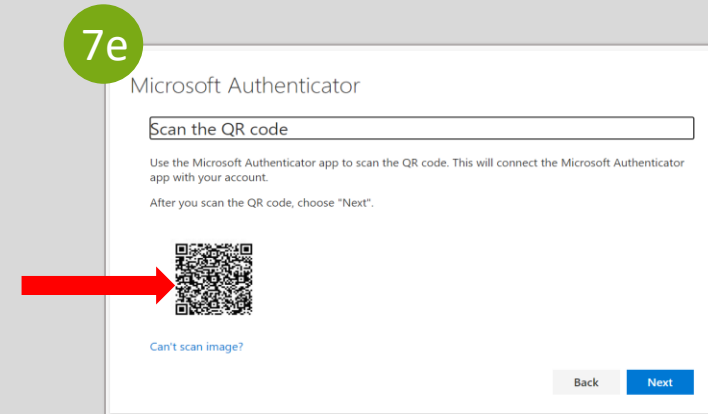 7e
Microsoft Authenticator
Scan the QR code
Use the Microsoft Authenticator app to scan the QR code. This will connect the Microsoft Authenticator
app with your account.
After you scan the QR code, choose "Next".
Can't scan image?
Back Next